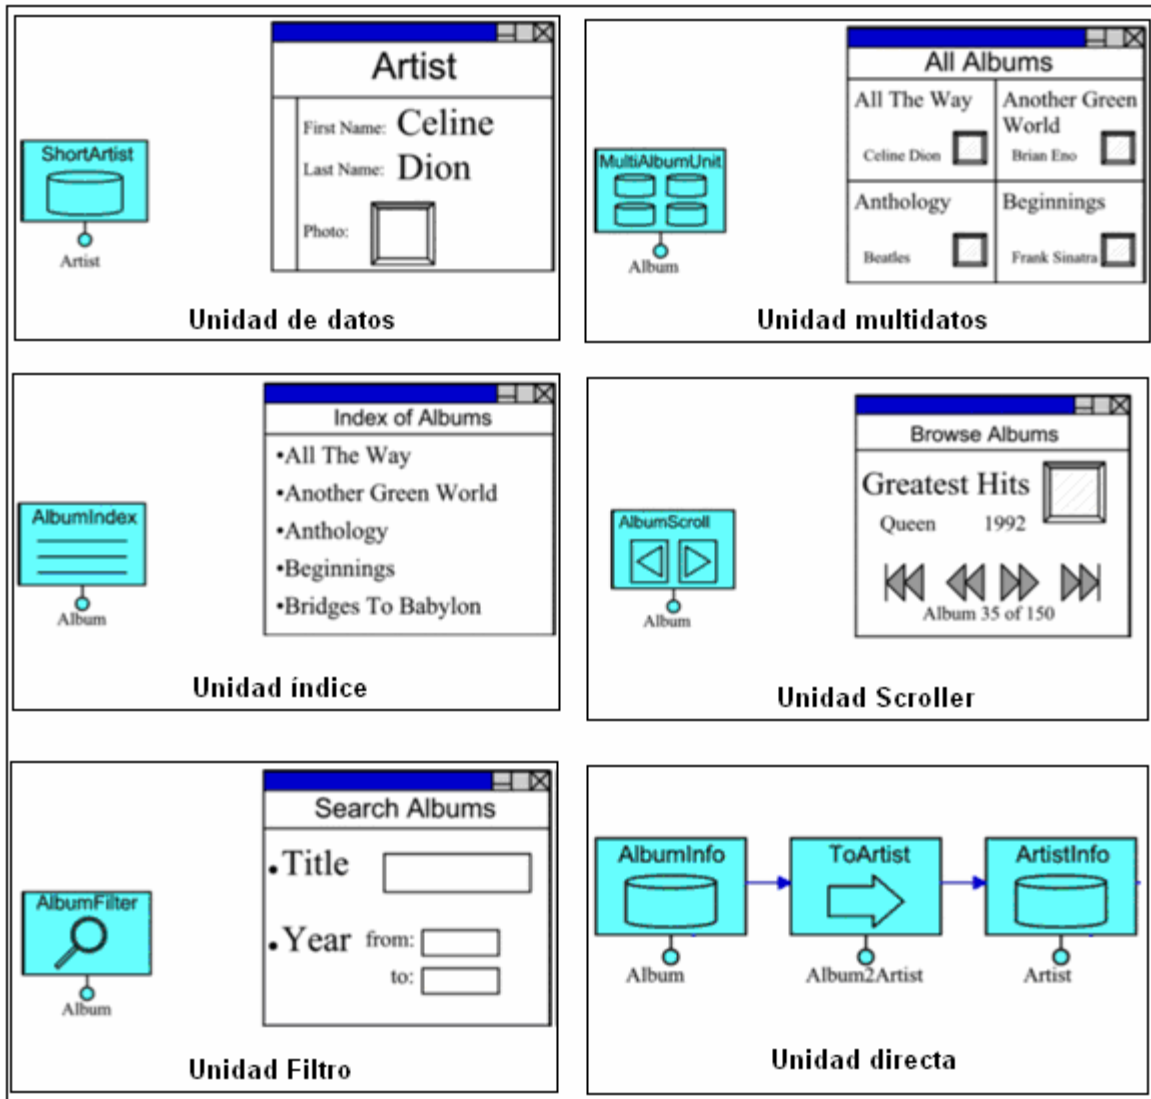 ShortArtist
Artist
Artist
First Name: Celine
Last Name: Dion
Photo:
Unidad de datos
MultiAlbumUnit
Album
All Albums
All The Way
Celine Dion
Another Green
World
Brian Eno
Anthology
Beatles
Beginnings
Frank Sinatra
Unidad multidatos
AlbumIndex
Album
Index of Albums
•All The Way
•Another Green World
•Anthology
•Beginnings
•Bridges To Babylon
Unidad índice
AlbumScroll
Album
Browse Albums
Greatest Hits
Queen 1992
Album 35 of 150
Unidad Scroller
AlbumFilter
Album
Search Albums
•Title
•Year from:
to:
Unidad Filtro
AlbumInfo
Album
ToArtist
Album2Artist
ArtistInfo
Artist
Unidad directa